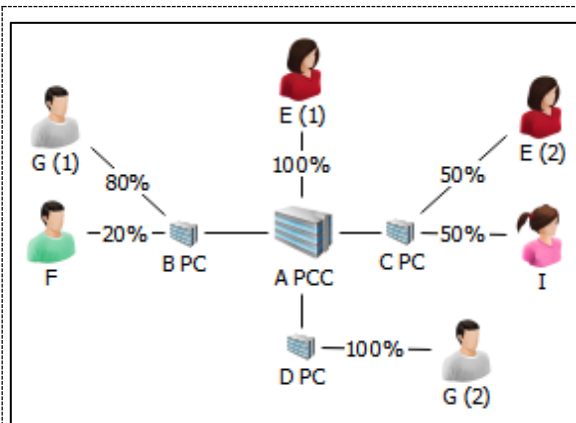 E (1)
G (1)
E (2)
100%
80%
50%
20%
50%
F
B PC
A PCC
C PC
I
100%
D PC
G (2)